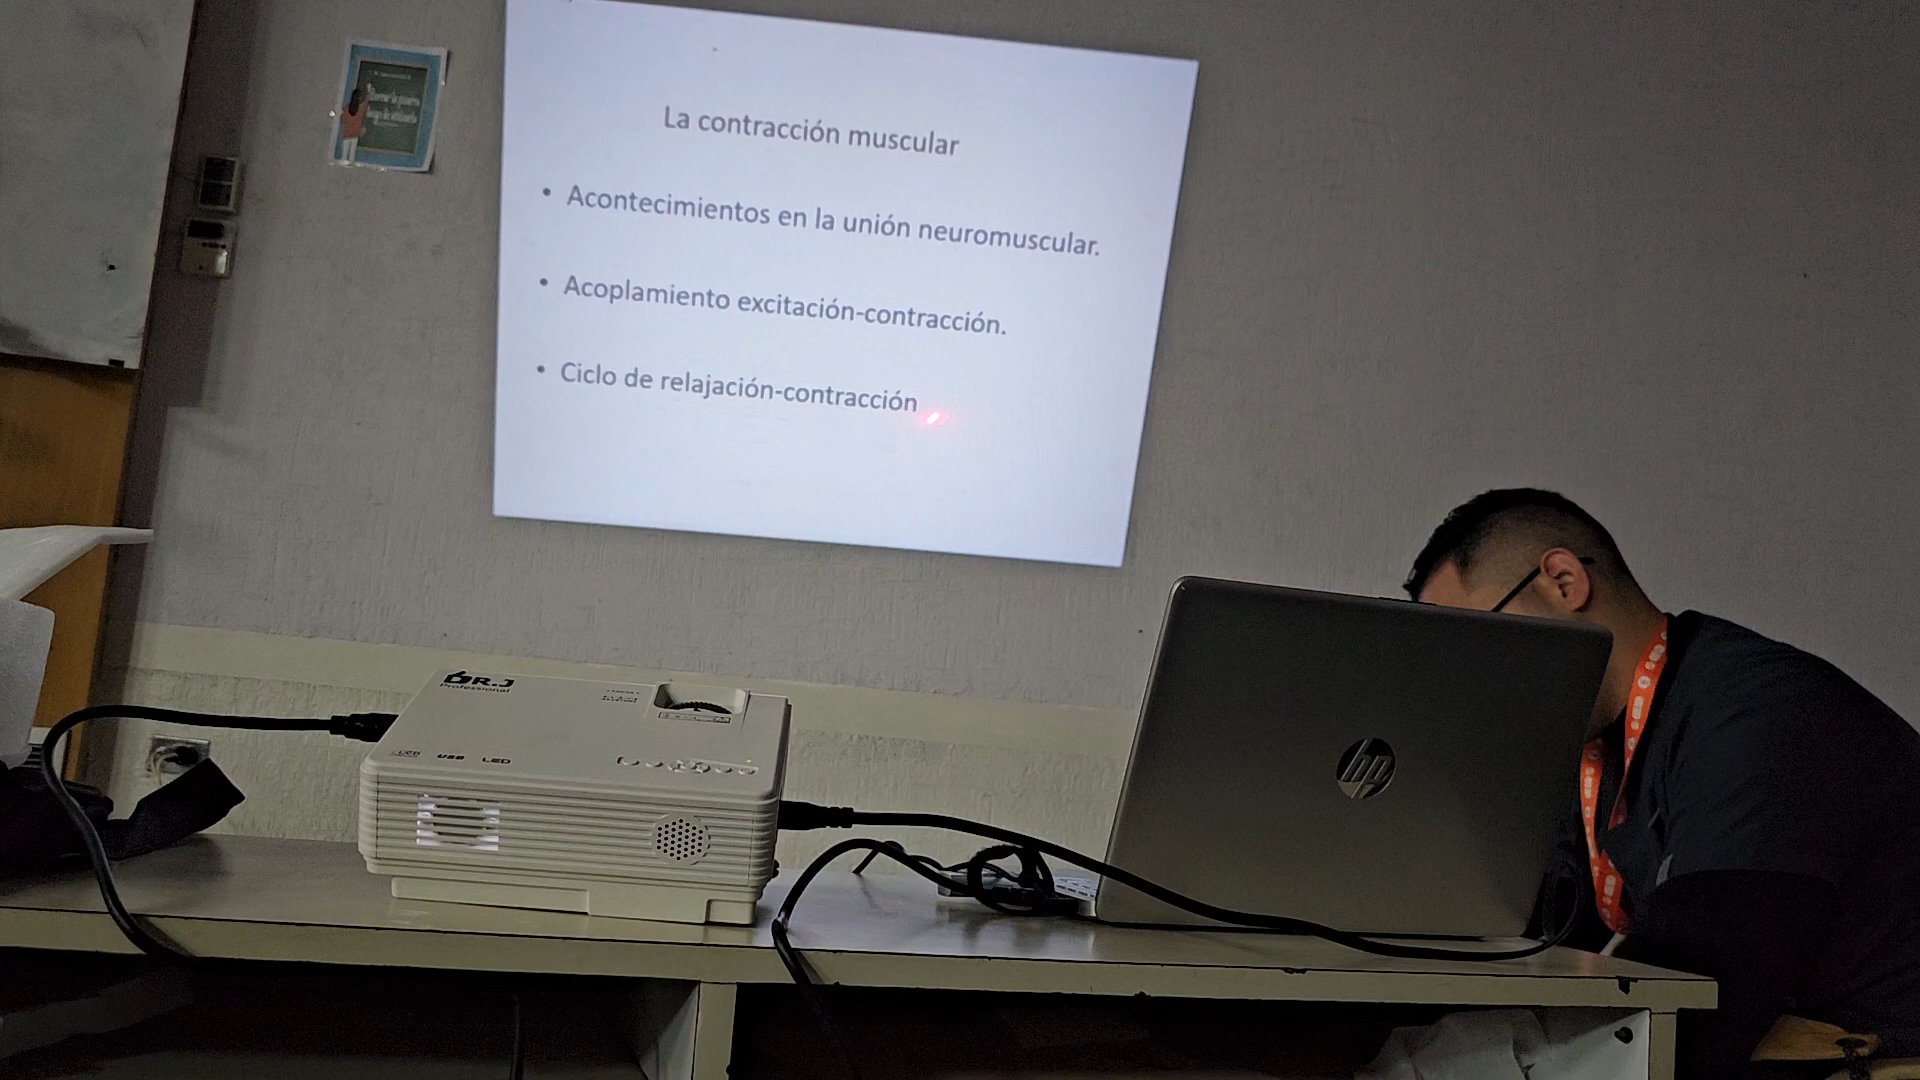 La contracción muscular
• Acontecimientos en la unión neuromuscular.
• Acoplamiento excitación-contracción.
• Ciclo de relajación-contracción
DR.J
Professional
LCD USB LED
hp